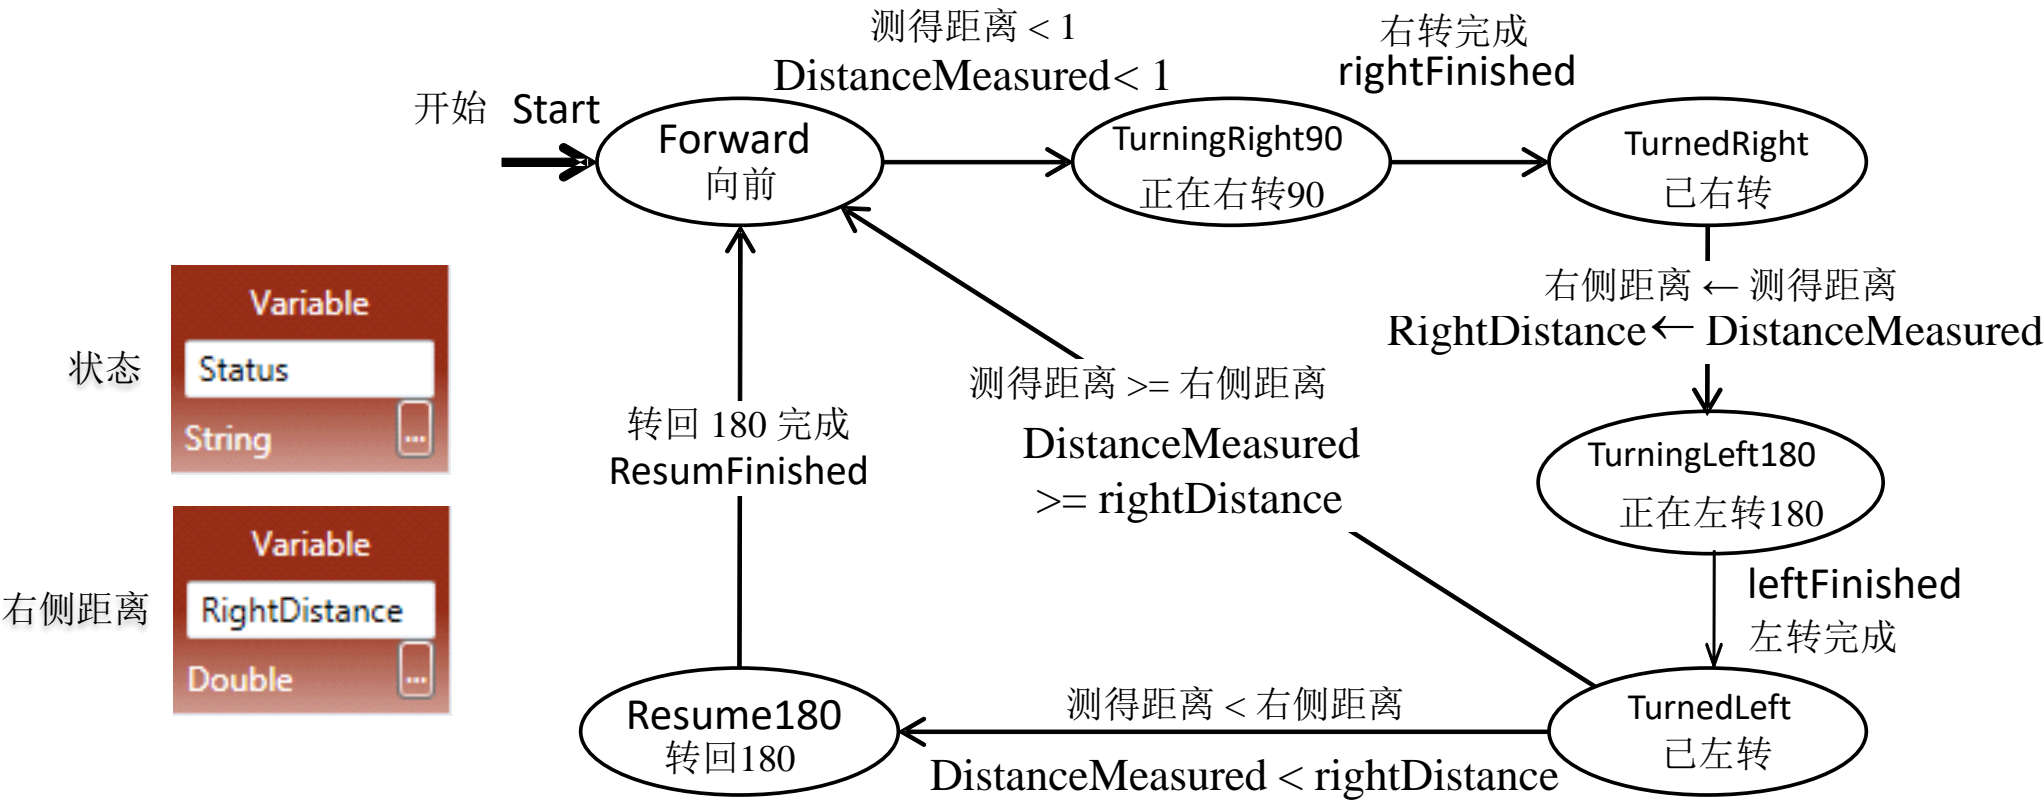 测得距离 < 1
DistanceMeasured< 1
右转完成
rightFinished
开始 Start
Forward
向前
TurningRight90
正在右转90
TurnedRight
已右转
右侧距离 ← 测得距离
RightDistance← DistanceMeasured
Variable
状态
Status
String
...
测得距离 >= 右侧距离
DistanceMeasured
>= rightDistance
转回 180 完成
ResumFinished
TurningLeft180
正在左转180
Variable
右侧距离
RightDistance
Double
...
leftFinished
左转完成
Resume180
转回180
测得距离 < 右侧距离
DistanceMeasured < rightDistance
TurnedLeft
已左转